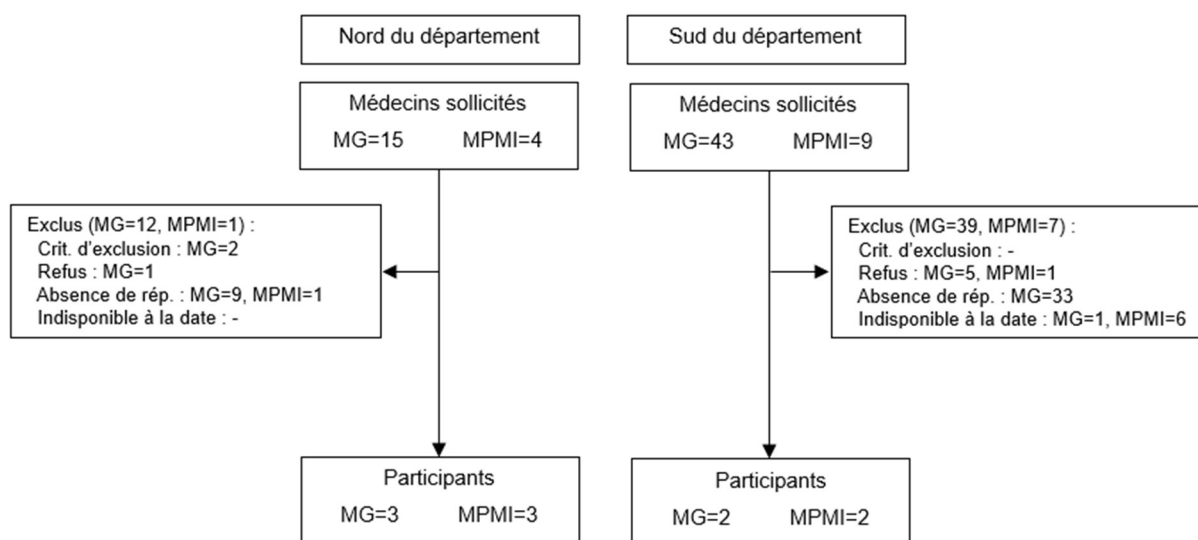 Nord du département
Sud du département
Médecins sollicités
MG=15 MPMI=4
Médecins sollicités
MG=43 MPMI=9
Exclus (MG=12, MPMI=1) :
Crit. d'exclusion : MG=2
Refus : MG=1
Absence de rép. : MG=9, MPMI=1
Indisponible à la date : -
Exclus (MG=39, MPMI=7) :
Crit. d'exclusion : -
Refus : MG=5, MPMI=1
Absence de rép. : MG=33
Indisponible à la date : MG=1, MPMI=6
Participants
MG=3 MPMI=3
Participants
MG=2 MPMI=2